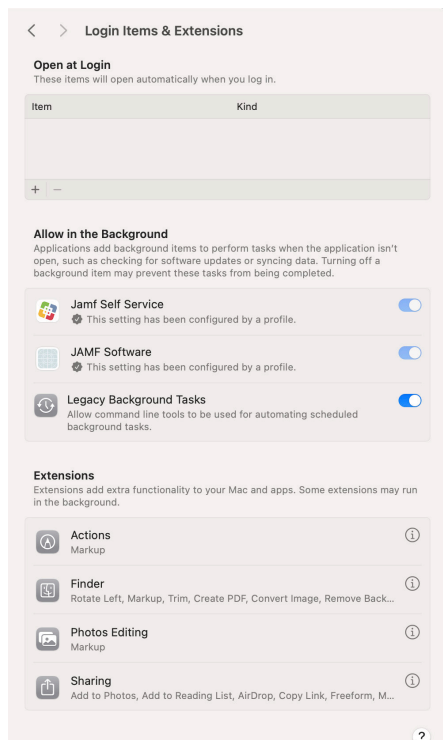 Login Items & Extensions
Open at Login
These items will open automatically when you log in.
Item Kind
+ −
Allow in the Background
Applications add background items to perform tasks when the application isn't
open, such as checking for software updates or syncing data. Turning off a
background item may prevent these tasks from being completed.
Jamf Self Service
This setting has been configured by a profile.
JAMF Software
This setting has been configured by a profile.
Legacy Background Tasks
Allow command line tools to be used for automating scheduled
background tasks.
Extensions
Extensions add extra functionality to your Mac and apps. Some extensions may run
in the background.
Actions
Markup
Finder
Rotate Left, Markup, Trim, Create PDF, Convert Image, Remove Back...
Photos Editing
Markup
Sharing
Add to Photos, Add to Reading List, AirDrop, Copy Link, Freeform, M...
?